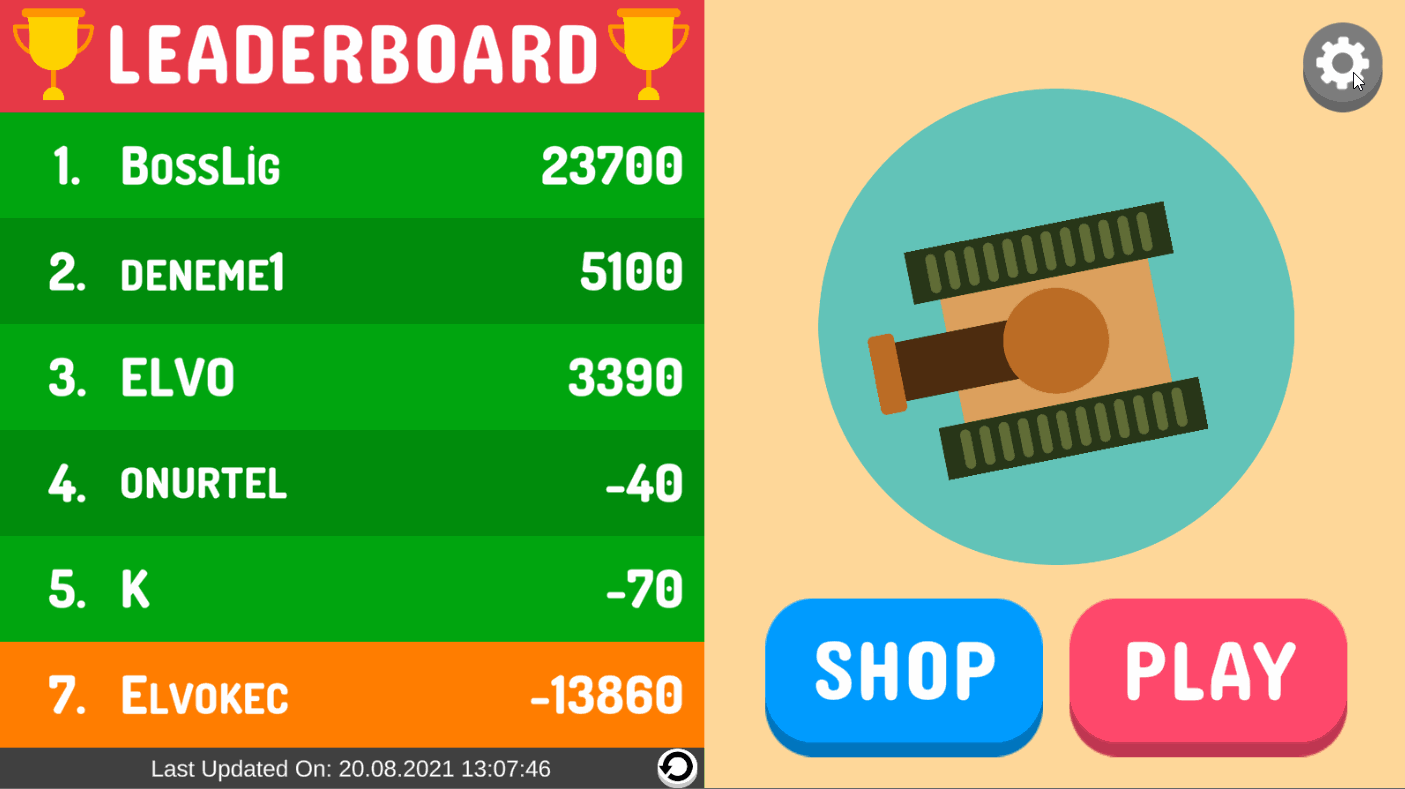 LEADERBOARD
1. BossLig 23700
2. deneme1 5100
3. ELVO 3390
4. onurtel -40
5. K -70
7. Elvokec -13860
Last Updated On: 20.08.2021 13:07:46
SHOP
PLAY